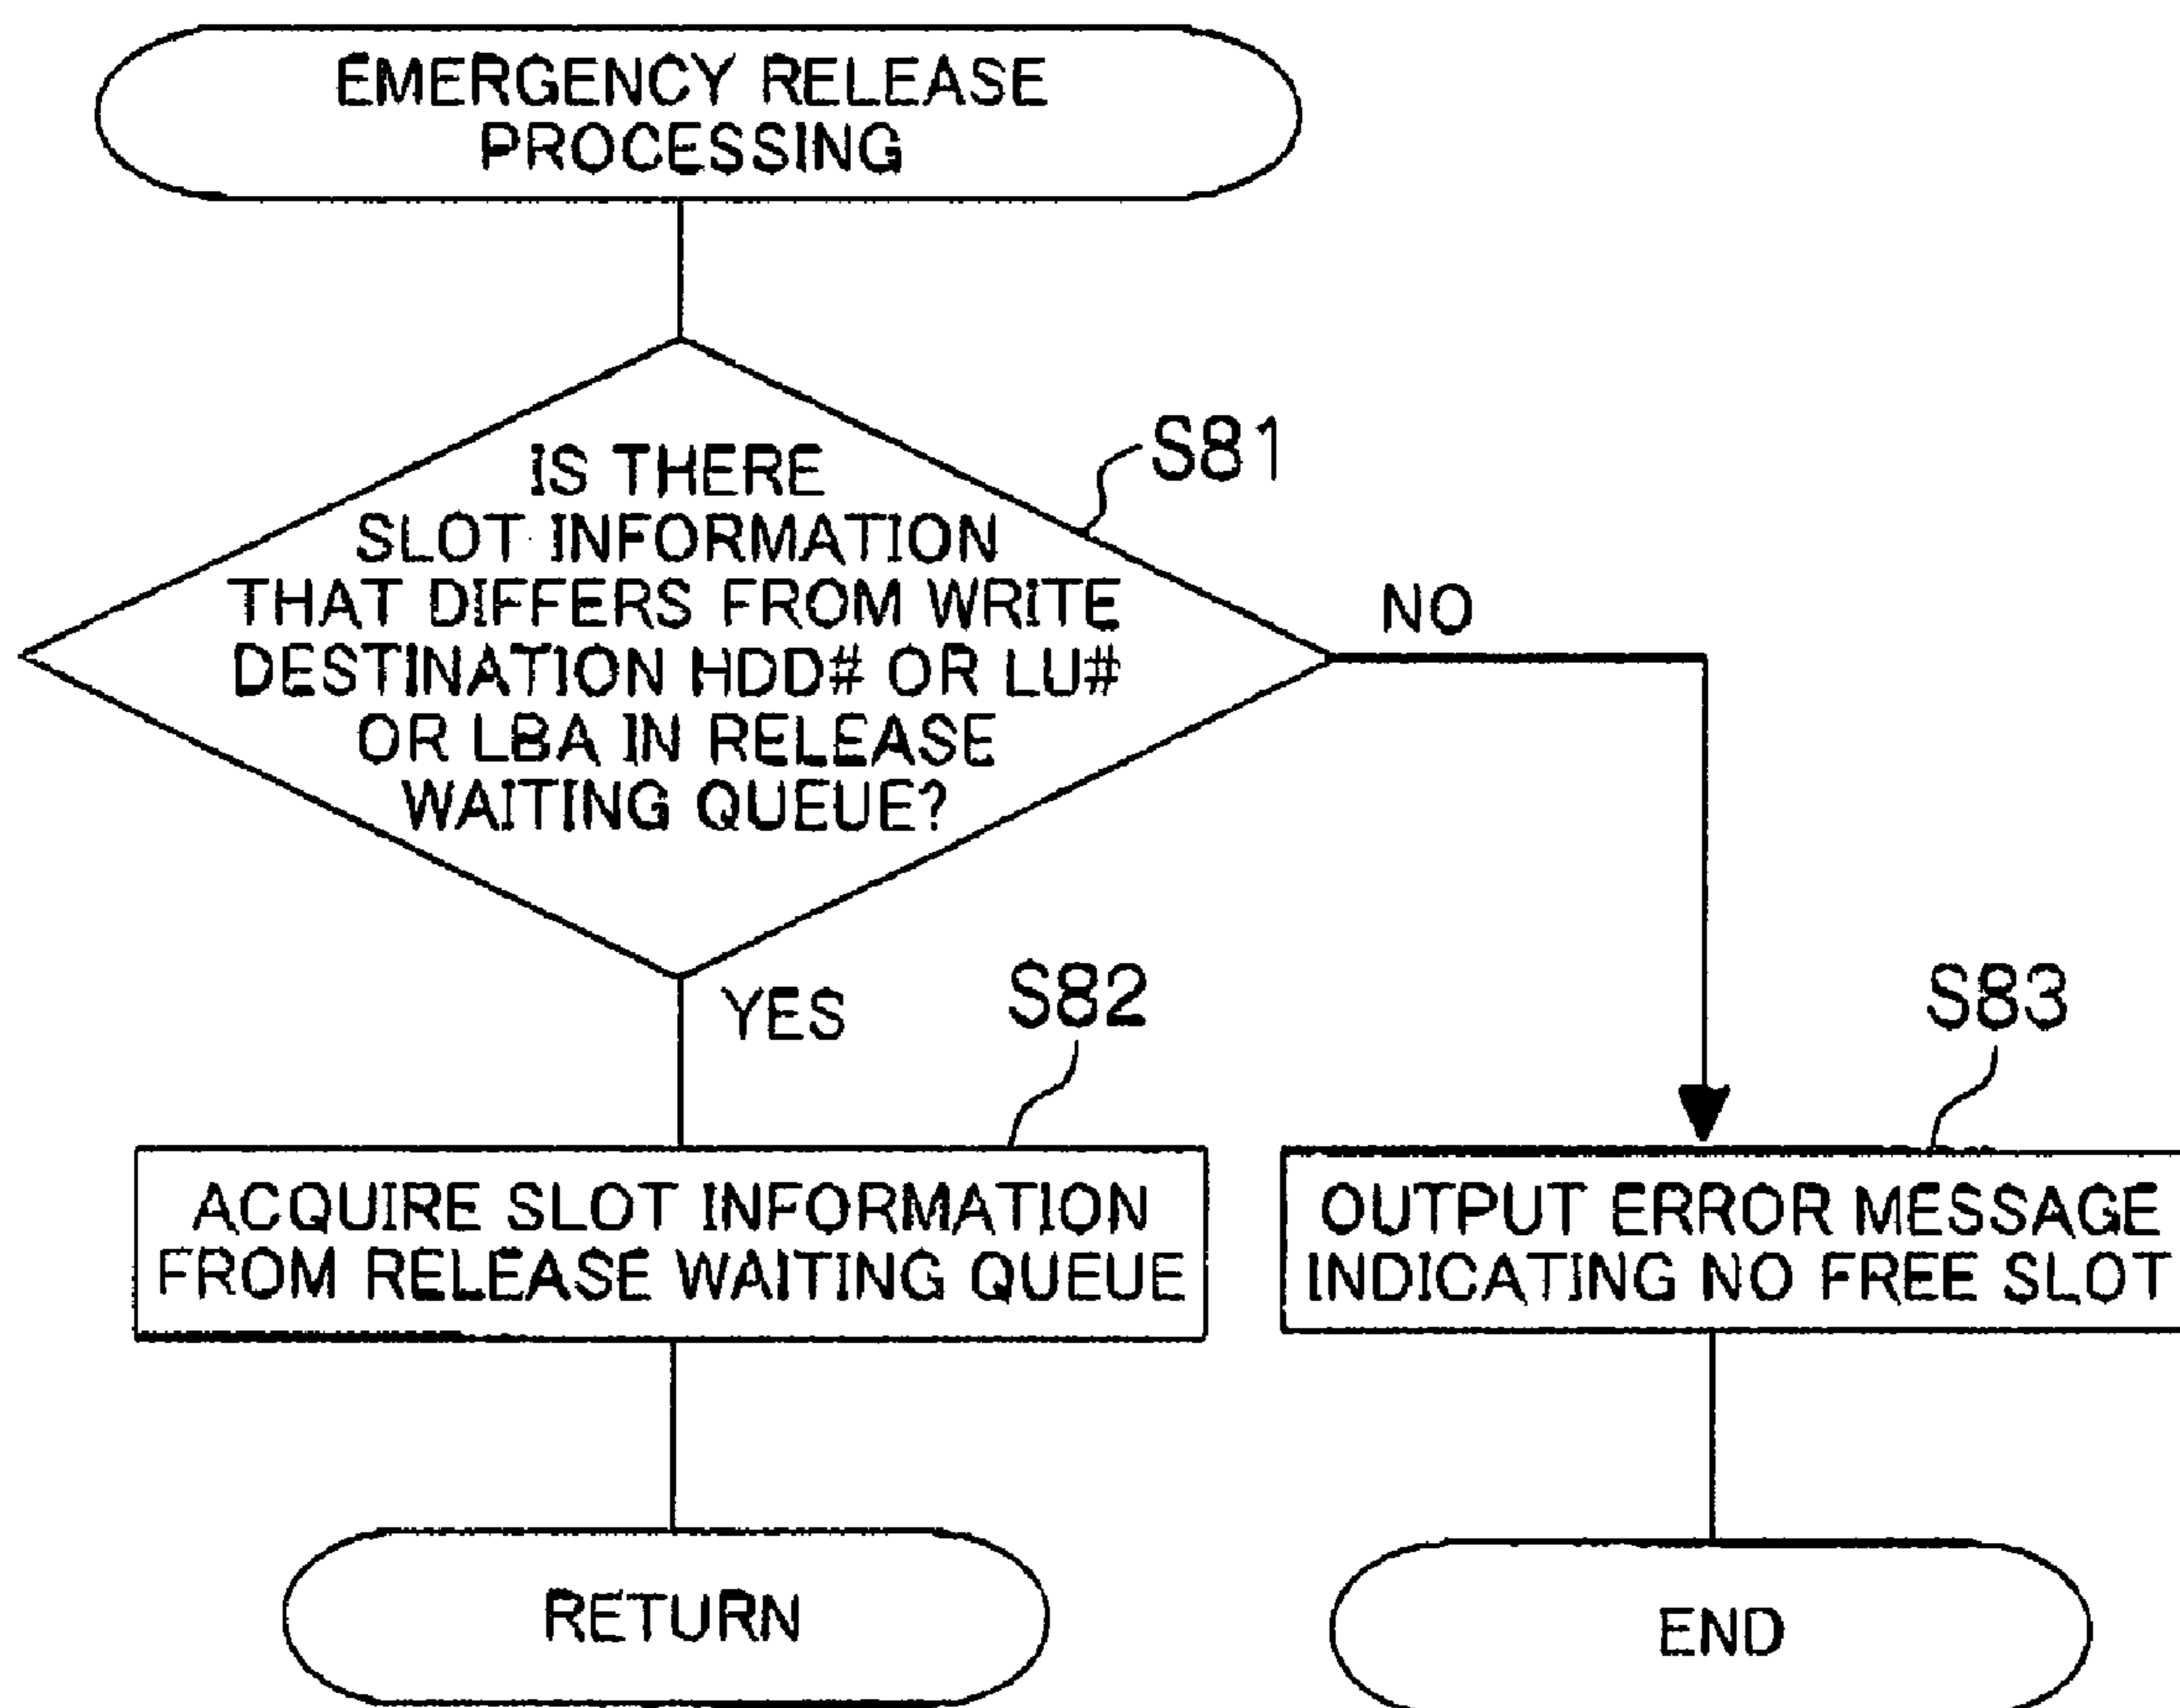 EMERGENCY RELEASE
PROCESSING
S81
IS THERE
SLOT INFORMATION
THAT DIFFERS FROM WRITE
DESTINATION HDD# OR LU#
OR LBA IN RELEASE
WAITING QUEUE?
NO
YES
S82
S83
ACQUIRE SLOT INFORMATION
FROM RELEASE WAITING QUEUE
OUTPUT ERROR MESSAGE
INDICATING NO FREE SLOT
RETURN
END